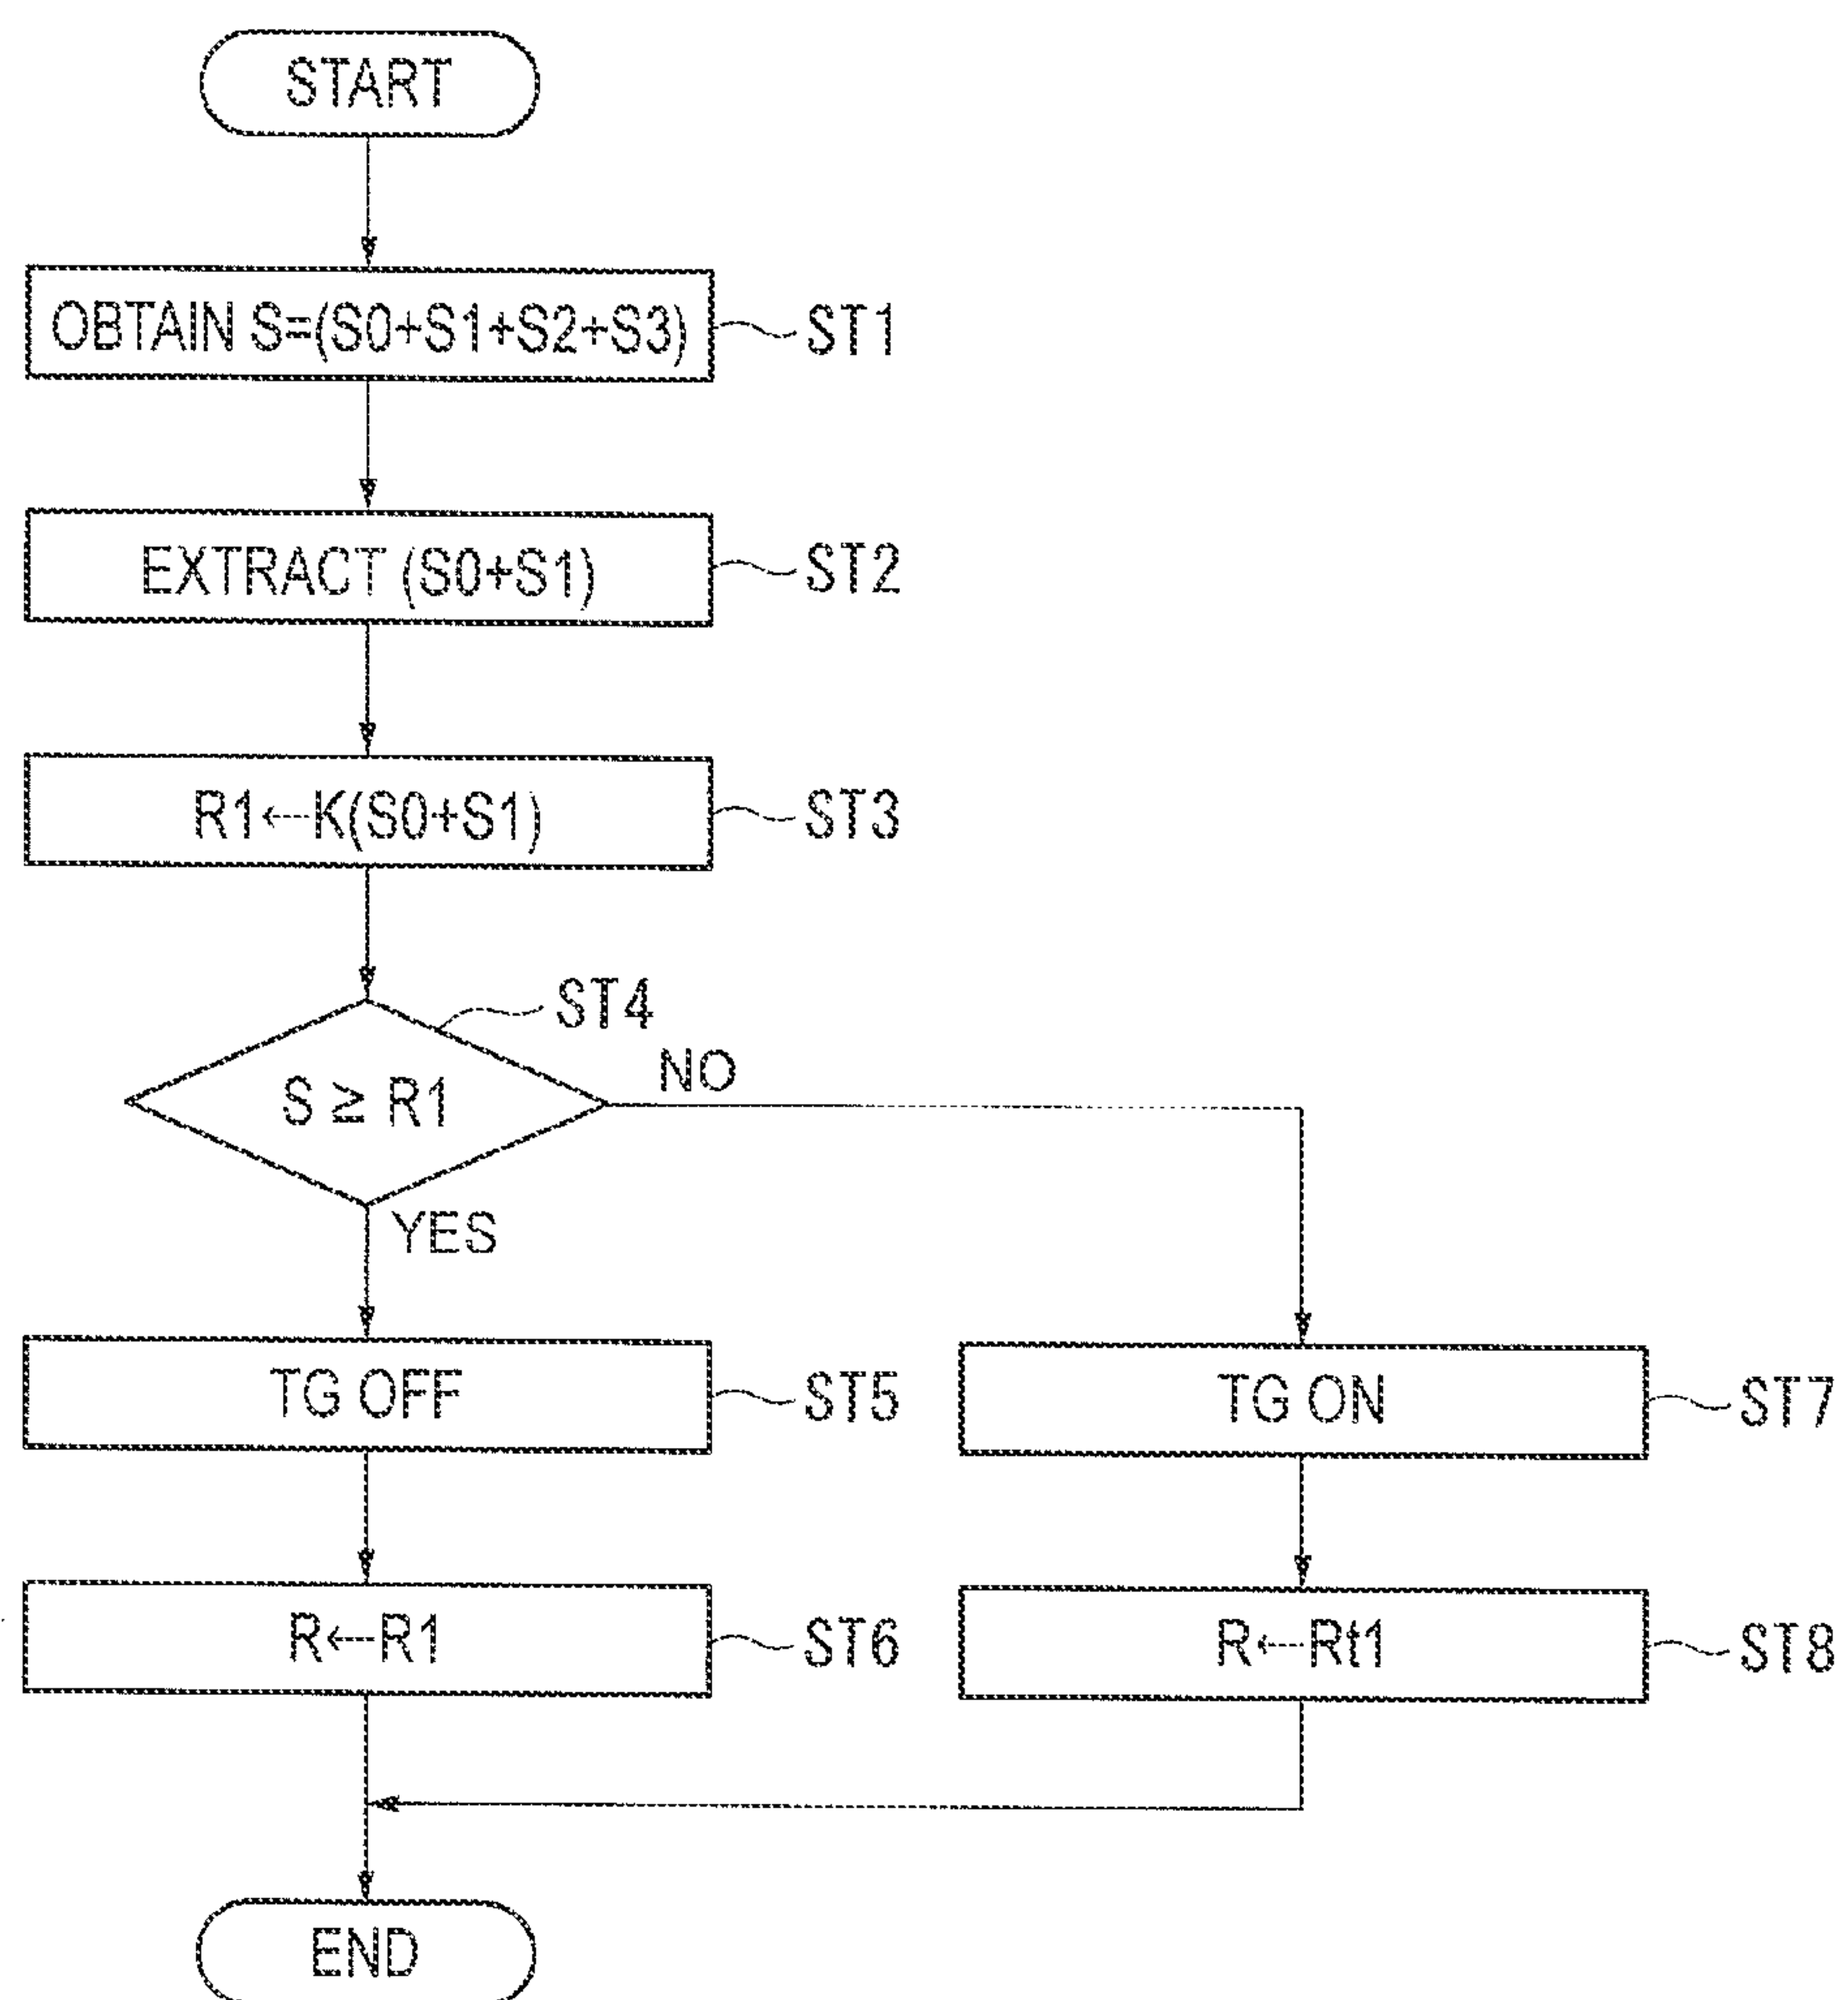 START
OBTAIN S=(S0+S1+S2+S3)
ST1
EXTRACT (S0+S1)
ST2
R1←K(S0+S1)
ST3
ST4
S ≥ R1
NO
YES
TG OFF
ST5
TG ON
ST7
R←R1
ST6
R←Rt1
ST8
END